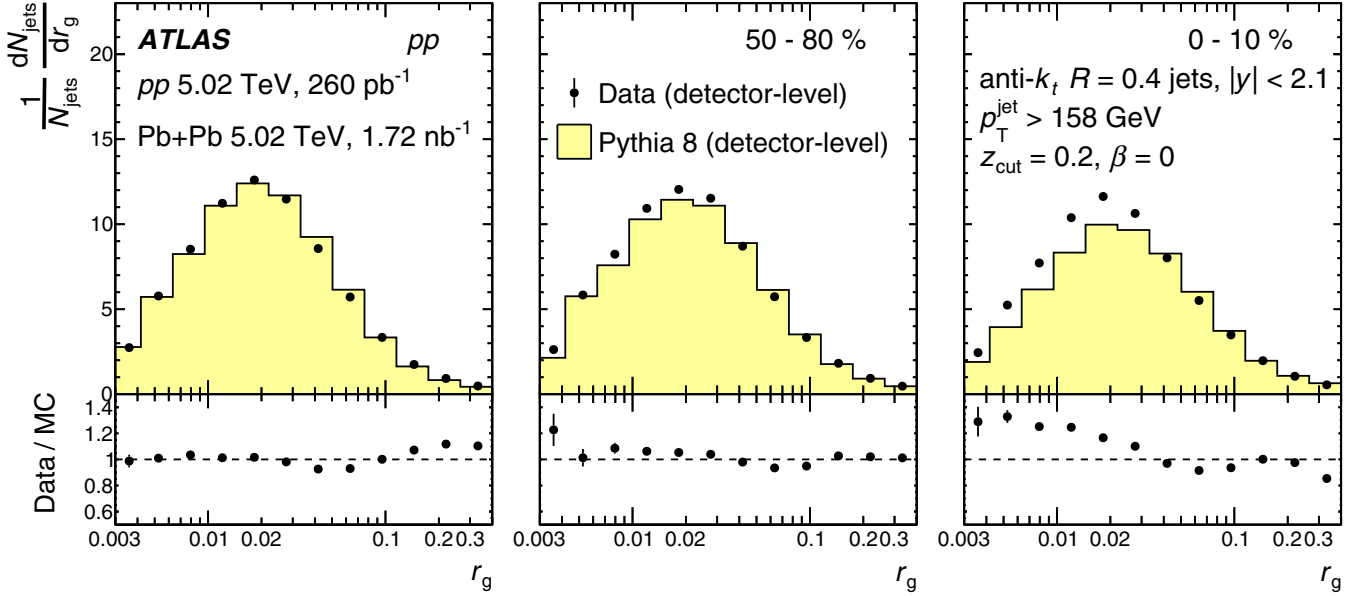 1/N_jets dN_jets/dr_g
20
15
10
5
0
ATLAS pp
pp 5.02 TeV, 260 pb⁻¹
Pb+Pb 5.02 TeV, 1.72 nb⁻¹
50 - 80 %
Data (detector-level)
Pythia 8 (detector-level)
0 - 10 %
anti-k_t R = 0.4 jets, |y| < 2.1
p_T^jet > 158 GeV
z_cut = 0.2, β = 0
Data / MC
1.4
1.2
1
0.8
0.6
0.003 0.01 0.02 0.1 0.2 0.3
r_g
0.003 0.01 0.02 0.1 0.2 0.3
r_g
0.003 0.01 0.02 0.1 0.2 0.3
r_g